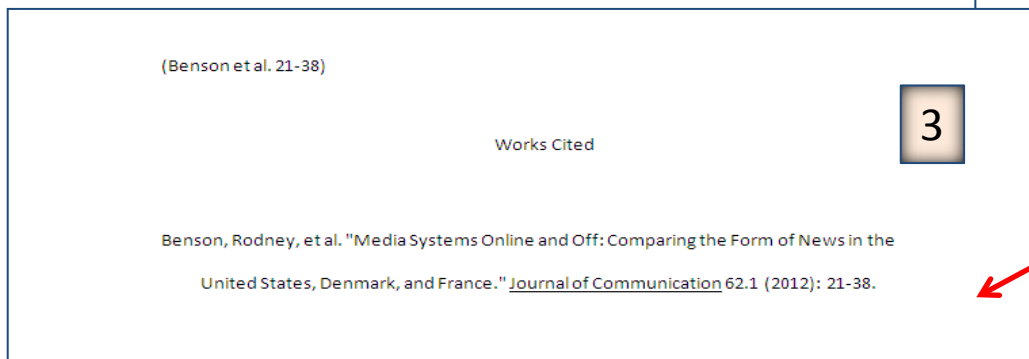 (Benson et al. 21-38)
3
Works Cited
Benson, Rodney, et al. "Media Systems Online and Off: Comparing the Form of News in the
United States, Denmark, and France." Journal of Communication 62.1 (2012): 21-38.